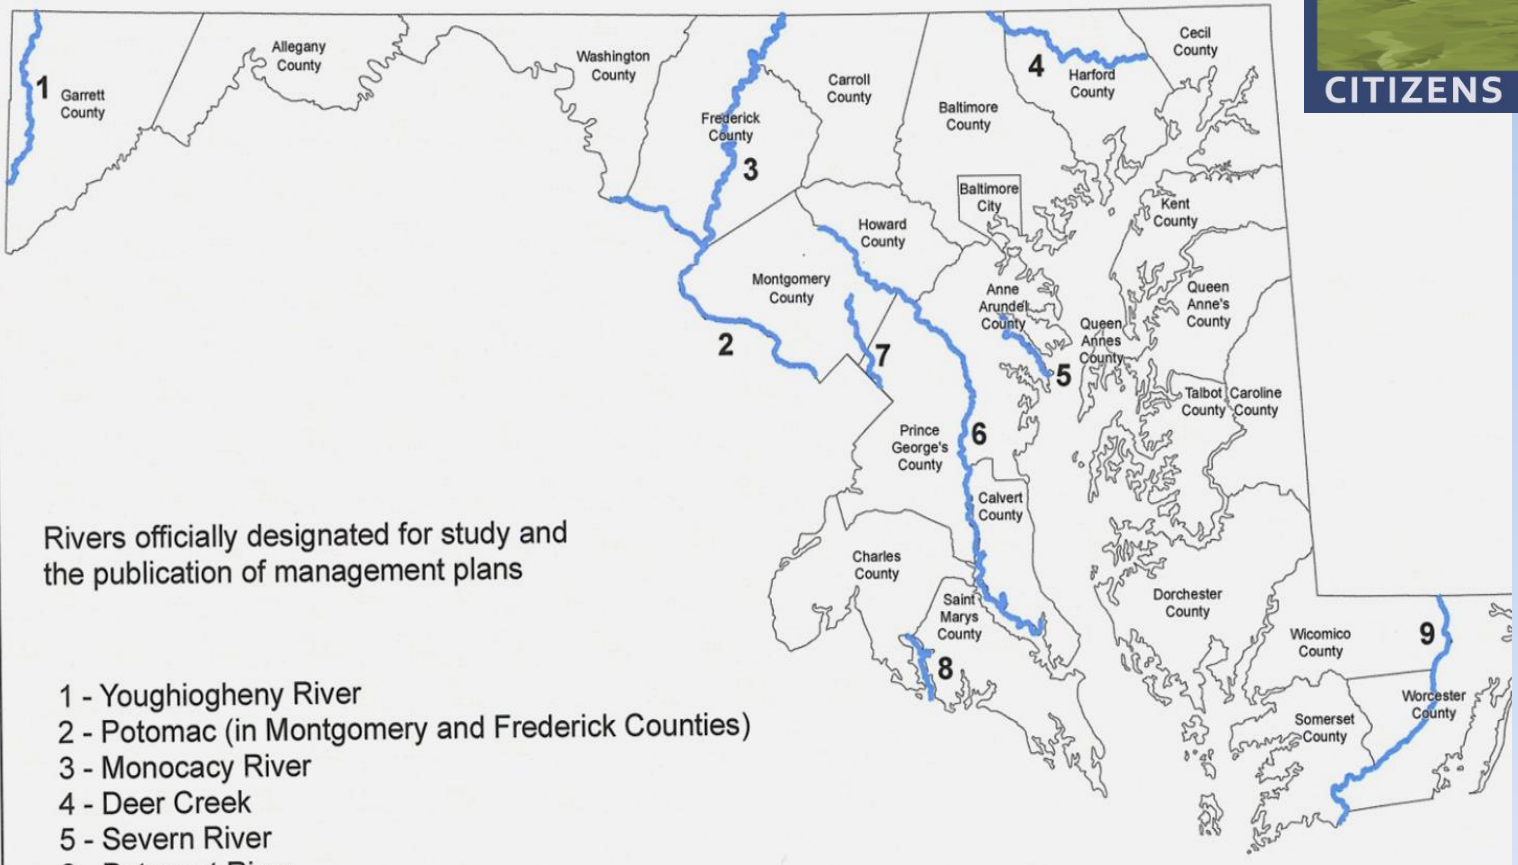 CITIZENS
1
Garrett
County
Allegany
County
Washington
County
Frederick
County
3
Carroll
County
Baltimore
County
4
Harford
County
Cecil
County
Baltimore
City
Kent
County
Howard
County
Montgomery
County
2
7
Anne
Arundel
County
5
Queen
Annes
County
Queen
Anne's
County
Talbot
County
Caroline
County
6
Prince
George's
County
Calvert
County
Charles
County
Saint
Marys
County
8
Dorchester
County
Wicomico
County
9
Worcester
County
Somerset
County
Rivers officially designated for study and
the publication of management plans
1 - Youghiogheny River
2 - Potomac (in Montgomery and Frederick Counties)
3 - Monocacy River
4 - Deer Creek
5 - Severn River